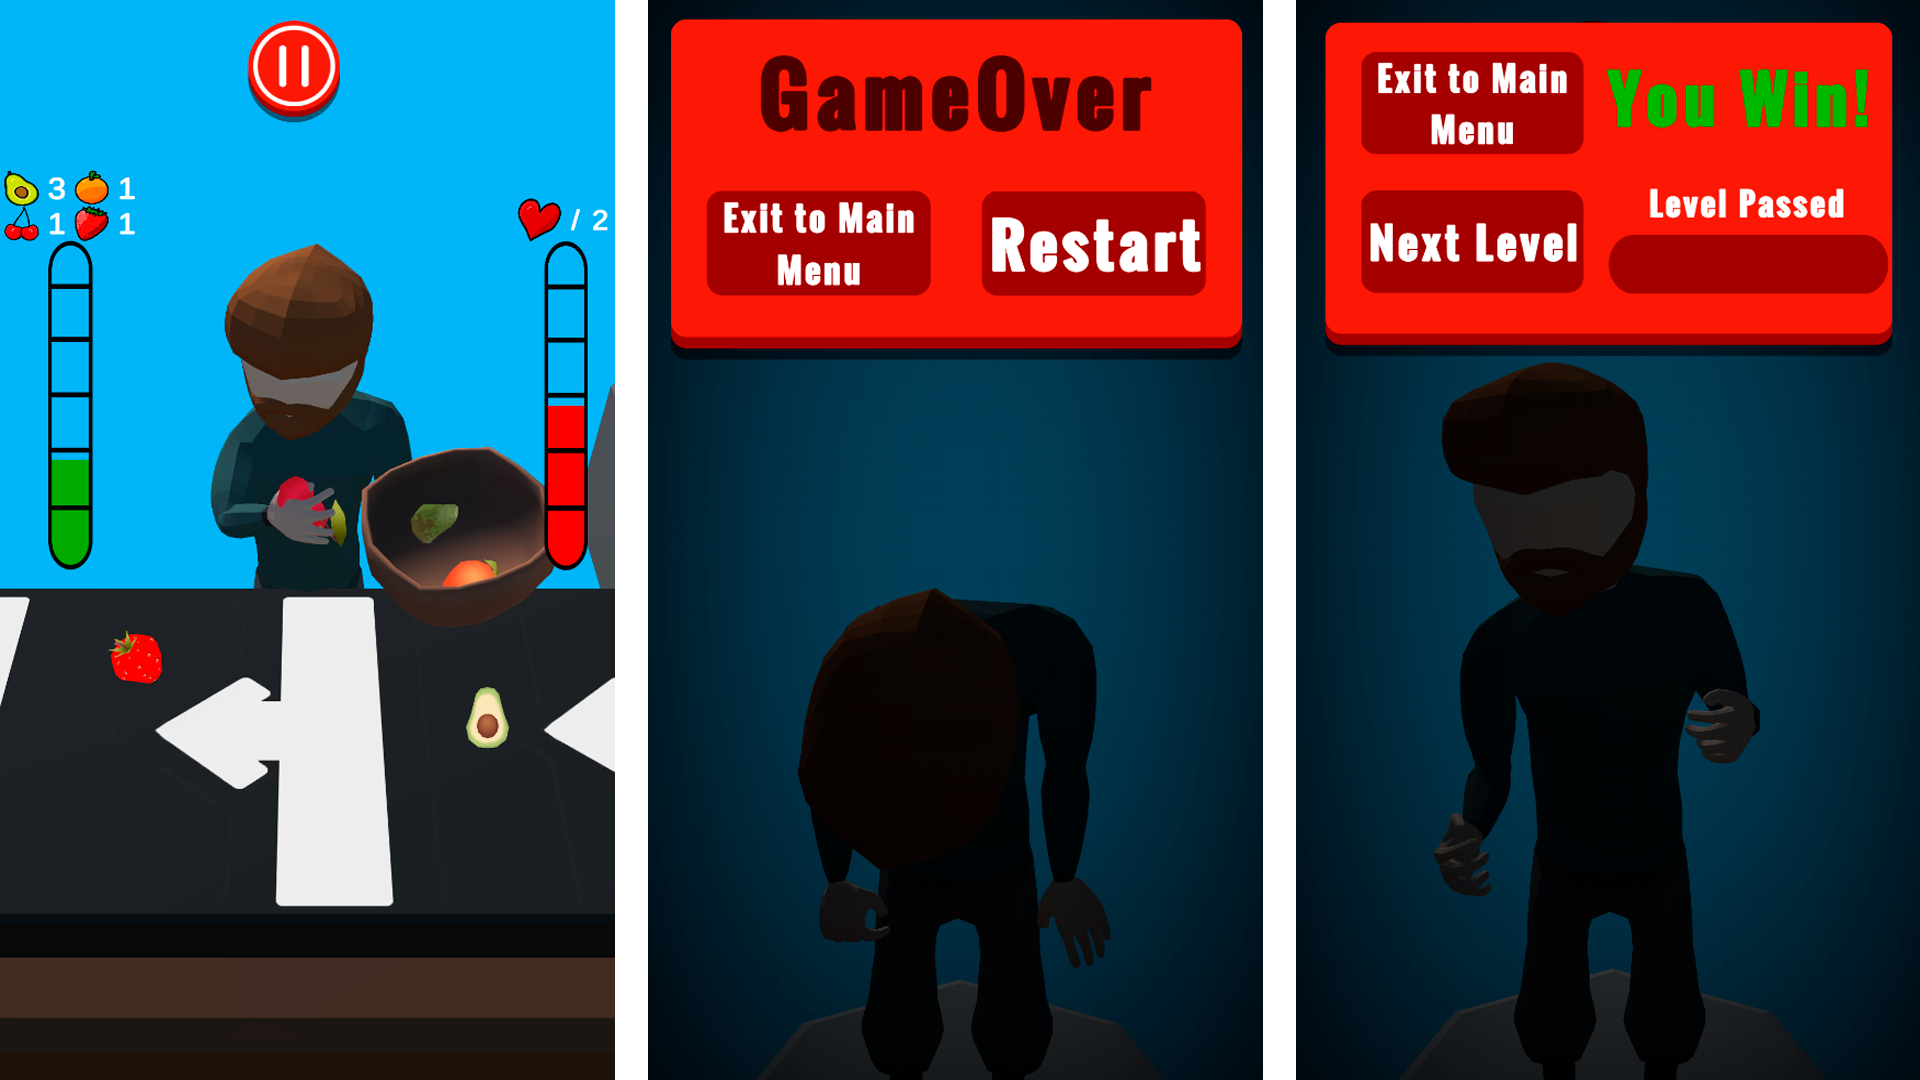 3 1
1 1
/ 2
GameOver
Exit to Main
Menu
Restart
Exit to Main
Menu
You Win!
Level Passed
Next Level